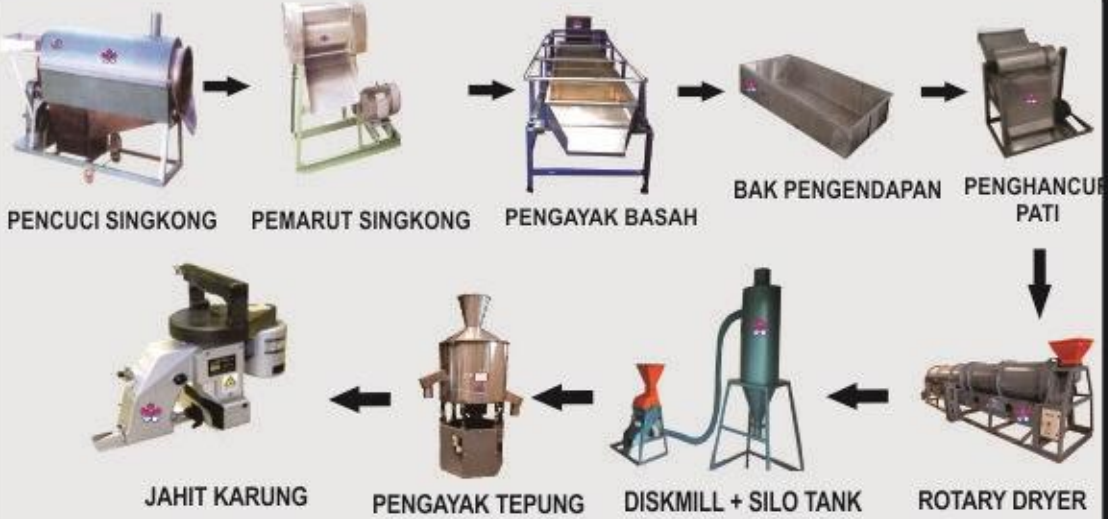 PENCUCI SINGKONG
PEMARUT SINGKONG
PENGAYAK BASAH
BAK PENGENDAPAN
PENGHANCUR
PATI
ROTARY DRYER
DISKMILL + SILO TANK
PENGAYAK TEPUNG
JAHIT KARUNG